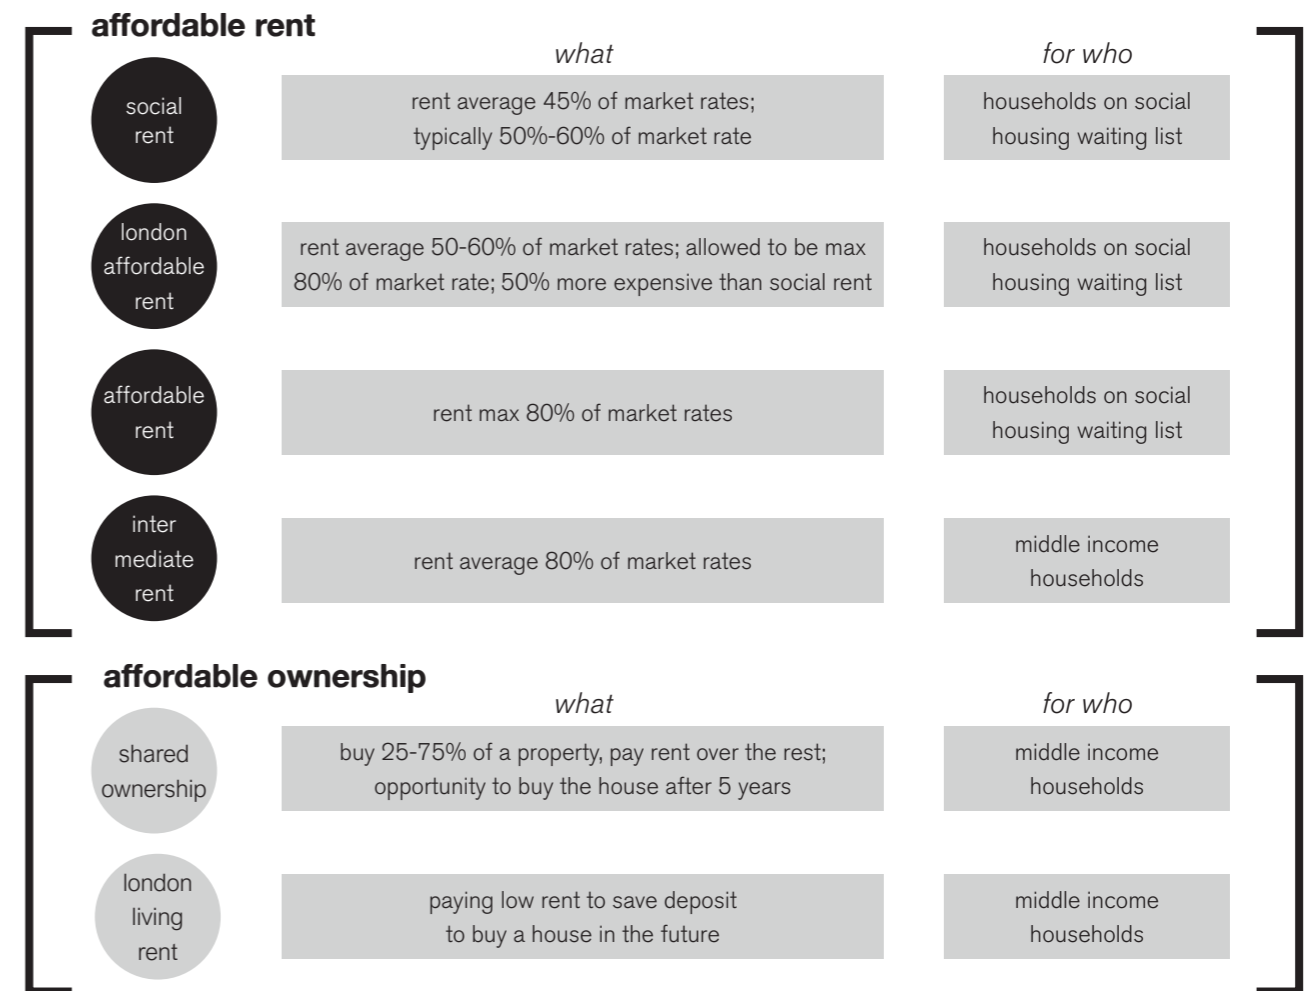 affordable rent
what
for who
social
rent
rent average 45% of market rates;
typically 50%-60% of market rate
households on social
housing waiting list
london
affordable
rent
rent average 50-60% of market rates; allowed to be max
80% of market rate; 50% more expensive than social rent
households on social
housing waiting list
affordable
rent
rent max 80% of market rates
households on social
housing waiting list
inter
mediate
rent
rent average 80% of market rates
middle income
households
affordable ownership
what
for who
shared
ownership
buy 25-75% of a property, pay rent over the rest;
opportunity to buy the house after 5 years
middle income
households
london
living
rent
paying low rent to save deposit
to buy a house in the future
middle income
households